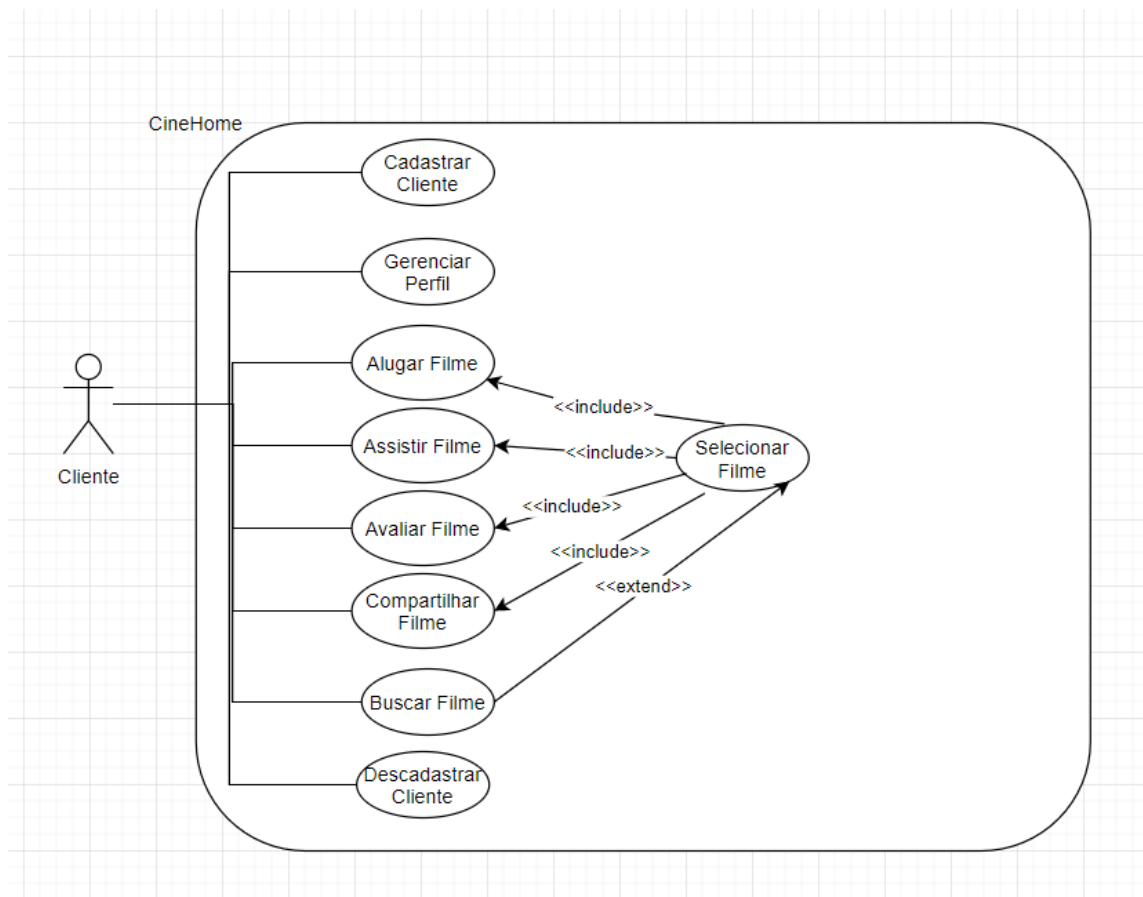 CineHome
Cadastrar
Cliente
Gerenciar
Perfil
Alugar Filme
<<include>>
Assistir Filme
<<include>>
Selecionar
Filme
Cliente
<<include>>
Avaliar Filme
<<include>>
<<extend>>
Compartilhar
Filme
Buscar Filme
Descadastrar
Cliente